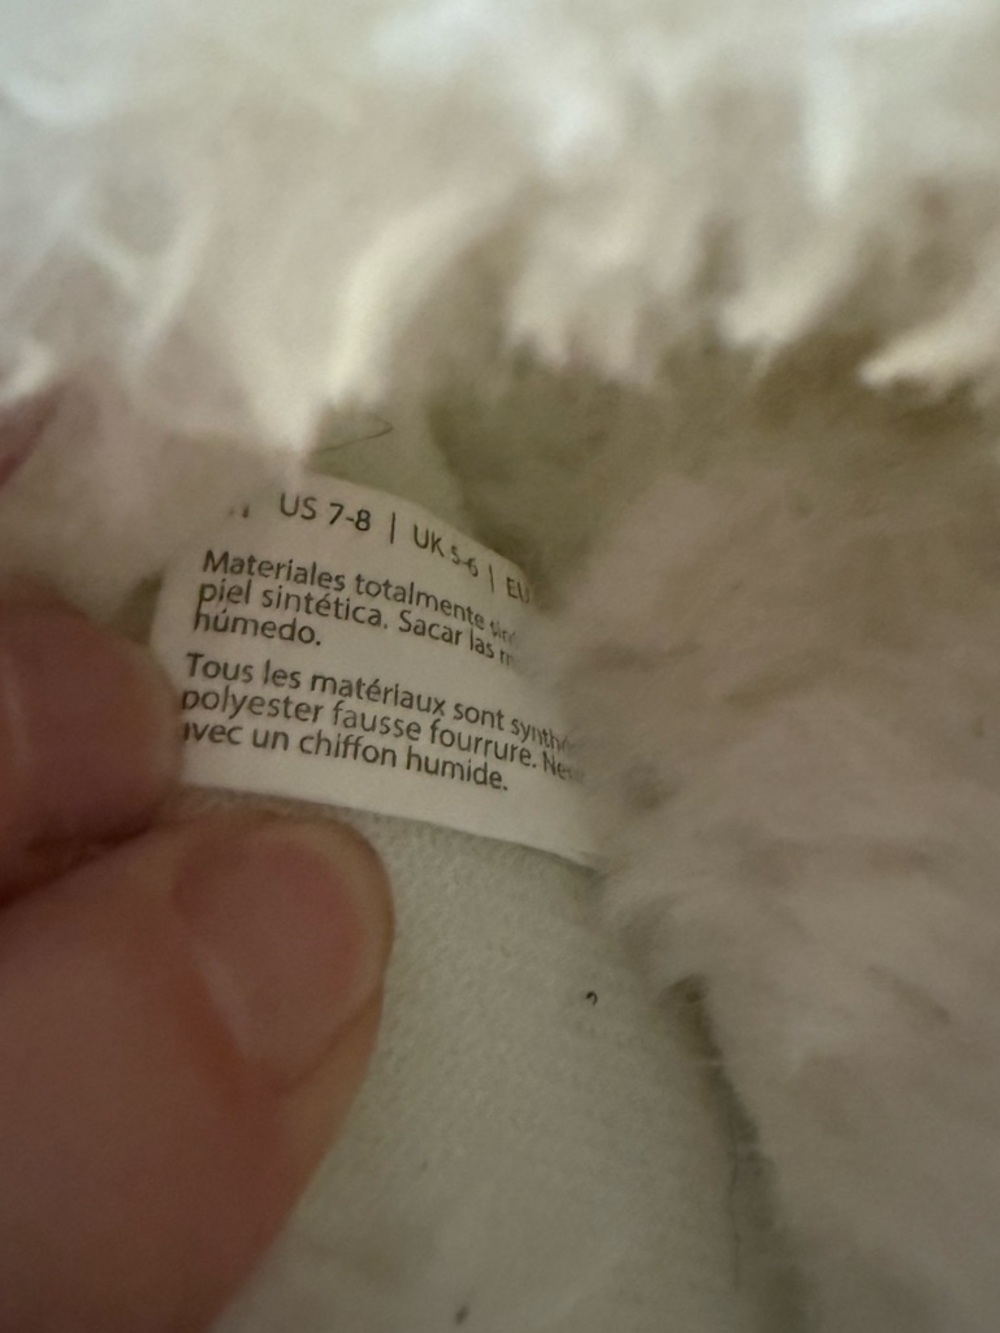 US 7-8 | UK 5-6 | EU
Materiales totalmente
piel sintética. Sacar las
húmedo.
Tous les matériaux sont
polyester fausse fourrure.
avec un chiffon humide.